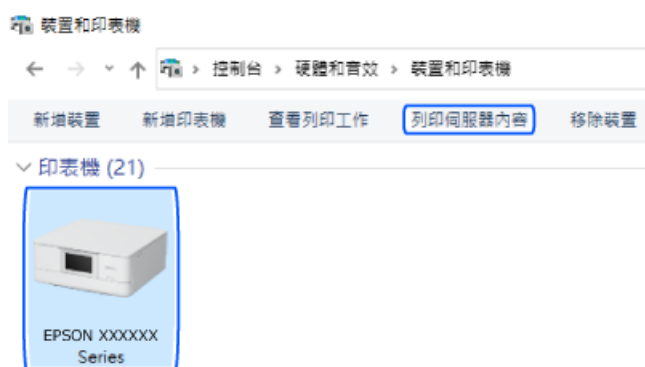 裝置和印表機
控制台 › 硬體和音效 › 裝置和印表機
新增裝置 新增印表機 查看列印工作 列印伺服器內容 移除裝置
印表機 (21)
EPSON XXXXXX
Series